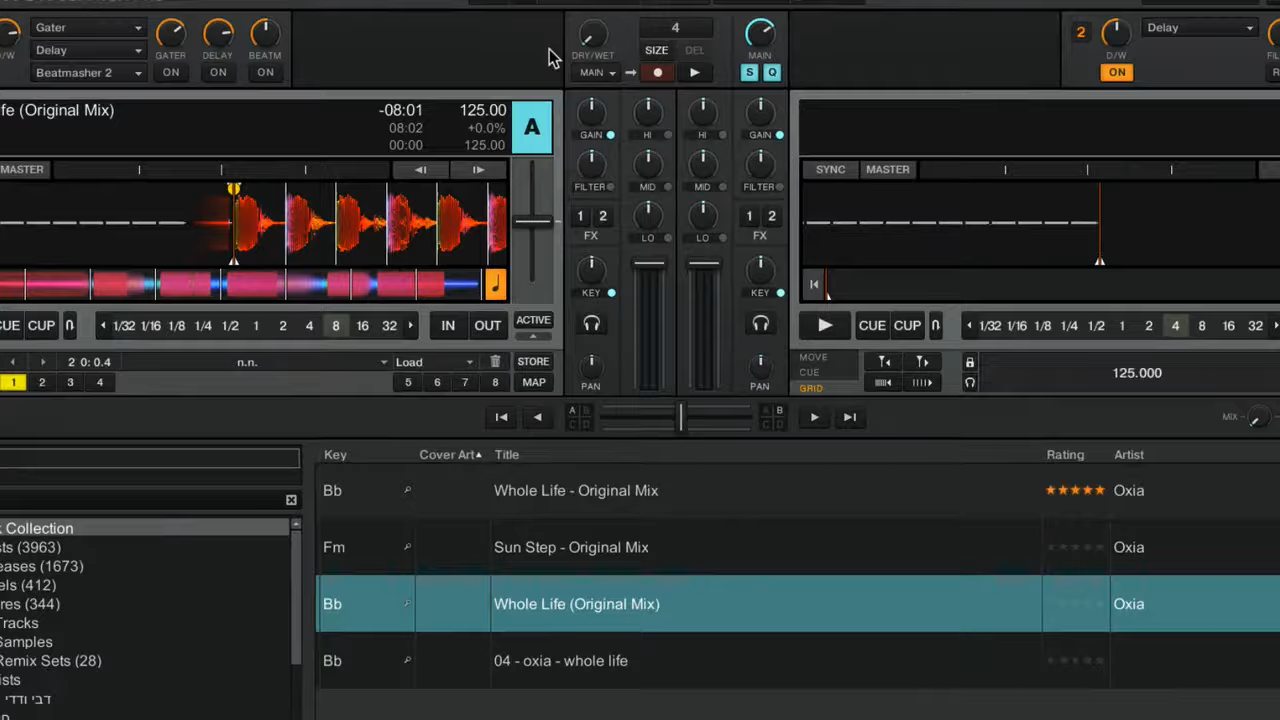 /W
Gater
Delay
Beatmasher 2
GATER
DELAY
BEATM
ON
ON
ON
DRY/WET
4
SIZE
DEL
MAIN
MAIN
S
Q
2
D/W
ON
Delay
fe (Original Mix)
-08:01
125.00
08:02
+0.0%
00:00
125.00
A
MASTER
GAIN
HI
HI
GAIN
FILTER
MID
MID
FILTER
1
2
FX
LO
LO
1
2
FX
KEY
KEY
PAN
PAN
SYNC
MASTER
CUE
CUP
1/32
1/16
1/8
1/4
1/2
1
2
4
8
16
32
IN
OUT
ACTIVE
CUE
CUP
1/32
1/16
1/8
1/4
1/2
1
2
4
8
16
32
2 0: 0.4
n.n.
Load
STORE
1
2
3
4
5
6
7
8
MAP
MOVE
CUE
GRID
125.000
A
B
C
D
A
B
C
D
MIX
Key
Cover Art
Title
Rating
Artist
Bb
Whole Life - Original Mix
Oxia
Fm
Sun Step - Original Mix
Oxia
Bb
Whole Life (Original Mix)
Oxia
Bb
04 - oxia - whole life
Collection
sts (3963)
eases (1673)
els (412)
res (344)
Tracks
Samples
Remix Sets (28)
ists
דבי ודדי